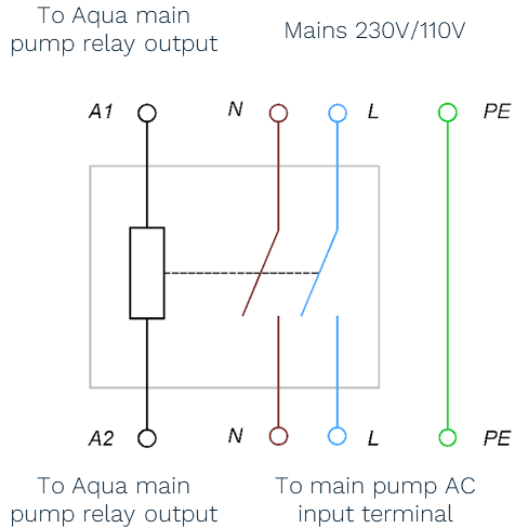 To Aqua main
pump relay output
Mains 230V/110V
A1
N
L
PE
A2
N
L
PE
To Aqua main
pump relay output
To main pump AC
input terminal